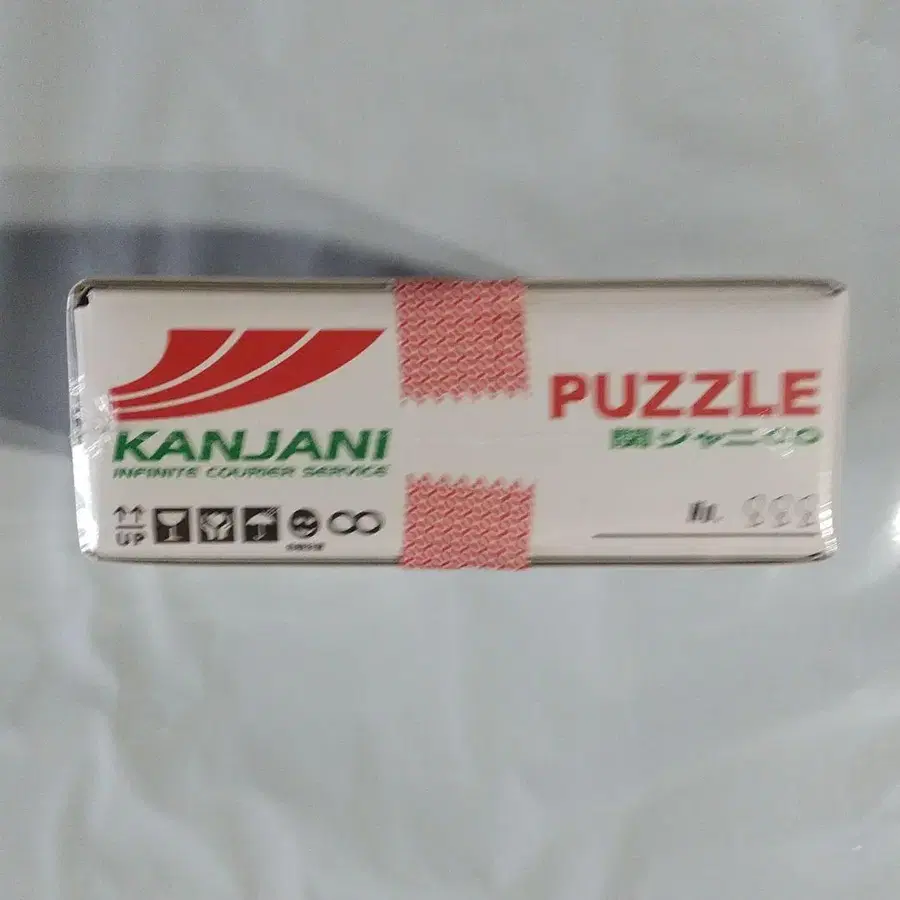 KANJANI
INFINITE COURIER SERVICE
UP
PUZZLE
関ジャニ∞